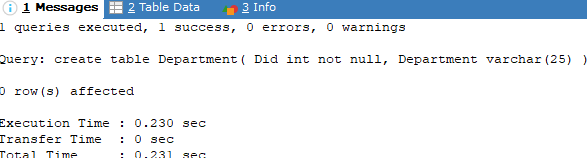 1 Messages 2 Table Data 3 Info
1 queries executed, 1 success, 0 errors, 0 warnings
Query: create table Department( Did int not null, Department varchar(25) )
0 row(s) affected
Execution Time : 0.230 sec
Transfer Time : 0 sec
Total Time : 0.231 sec